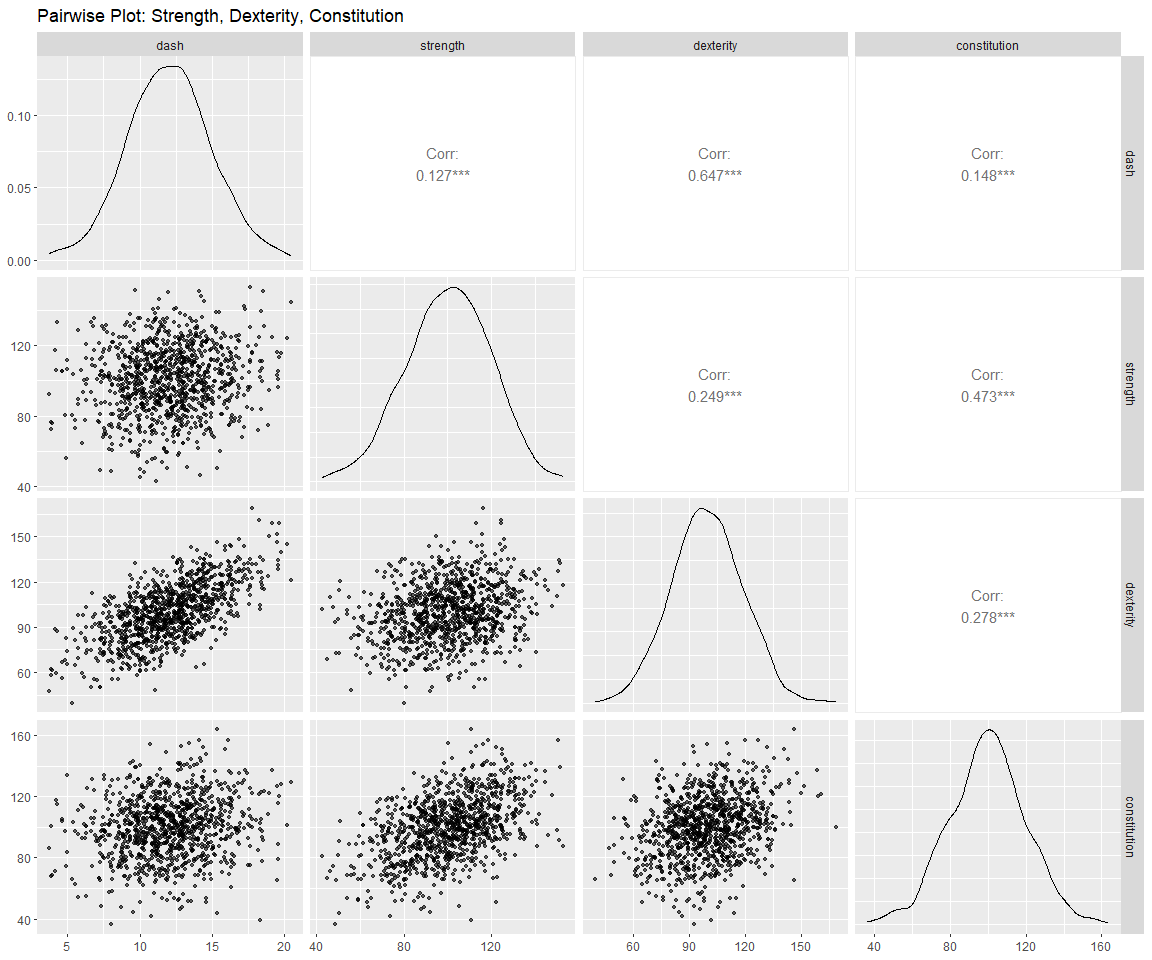 Pairwise Plot: Strength, Dexterity, Constitution
dash
strength
dexterity
constitution
0.10
0.05
0.00
Corr:
0.127***
Corr:
0.647***
Corr:
0.148***
dash
120
80
40
Corr:
0.249***
Corr:
0.473***
strength
150
120
90
60
Corr:
0.278***
dexterity
160
120
80
40
constitution
5
10
15
20
40
80
120
60
90
120
150
40
80
120
160